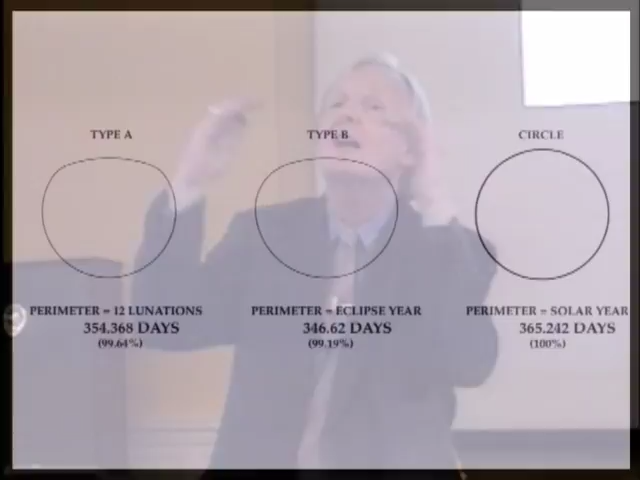 TYPE A
TYPE B
CIRCLE
PERIMETER = 12 LUNATIONS
354.368 DAYS
(99.64%)
PERIMETER = ECLIPSE YEAR
346.62 DAYS
(99.19%)
PERIMETER = SOLAR YEAR
365.242 DAYS
(100%)